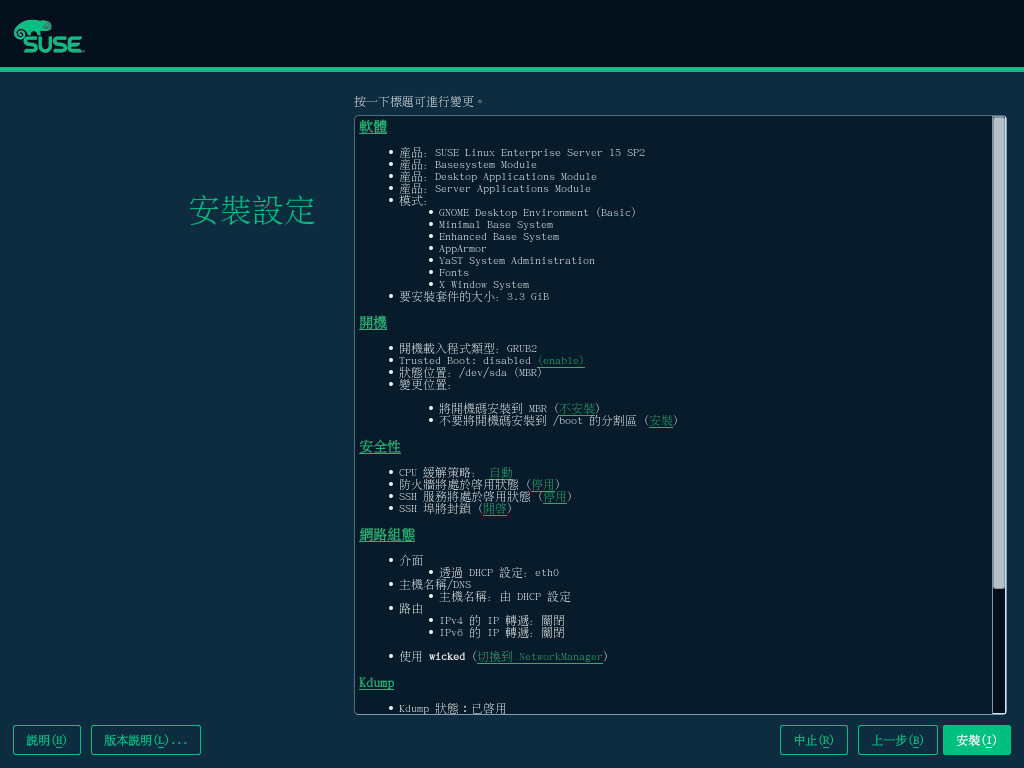 SUSE
按一下標題可進行變更。
安裝設定
軟體
產品: SUSE Linux Enterprise Server 15 SP2
產品: Basesystem Module
產品: Desktop Applications Module
產品: Server Applications Module
模式:
GNOME Desktop Environment (Basic)
Minimal Base System
Enhanced Base System
AppArmor
YaST System Administration
Fonts
X Window System
要安裝套件的大小: 3.3 GiB
開機
開機載入程式類型: GRUB2
Trusted Boot: disabled (enable)
狀態位置: /dev/sda (MBR)
變更位置:
將開機碼安裝到 MBR (不安裝)
不要將開機碼安裝到 /boot 的分割區 (安裝)
安全性
CPU 緩解策略: 自動
防火牆將處於啓用狀態 (停用)
SSH 服務將處於啓用狀態 (停用)
SSH 埠將封鎖 (開啓)
網路組態
介面
透過 DHCP 設定: eth0
主機名稱/DNS
主機名稱: 由 DHCP 設定
路由
IPv4 的 IP 轉遞: 關閉
IPv6 的 IP 轉遞: 關閉
使用 wicked (切換到 NetworkManager)
Kdump
Kdump 狀態：已啓用
說明(H) 版本說明(L)... 中止(R) 上一步(B) 安裝(I)